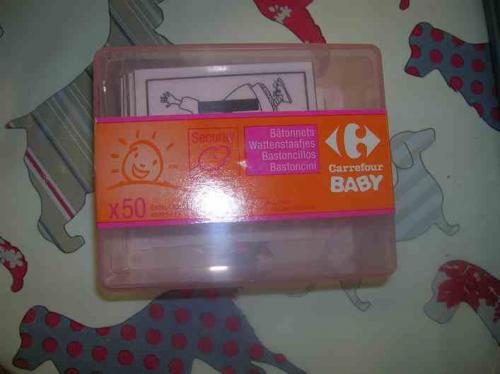 Security
Bâtonnets
Wattenstaafjes
Bastoncillos
Bastoncini
Carrefour
BABY
x50